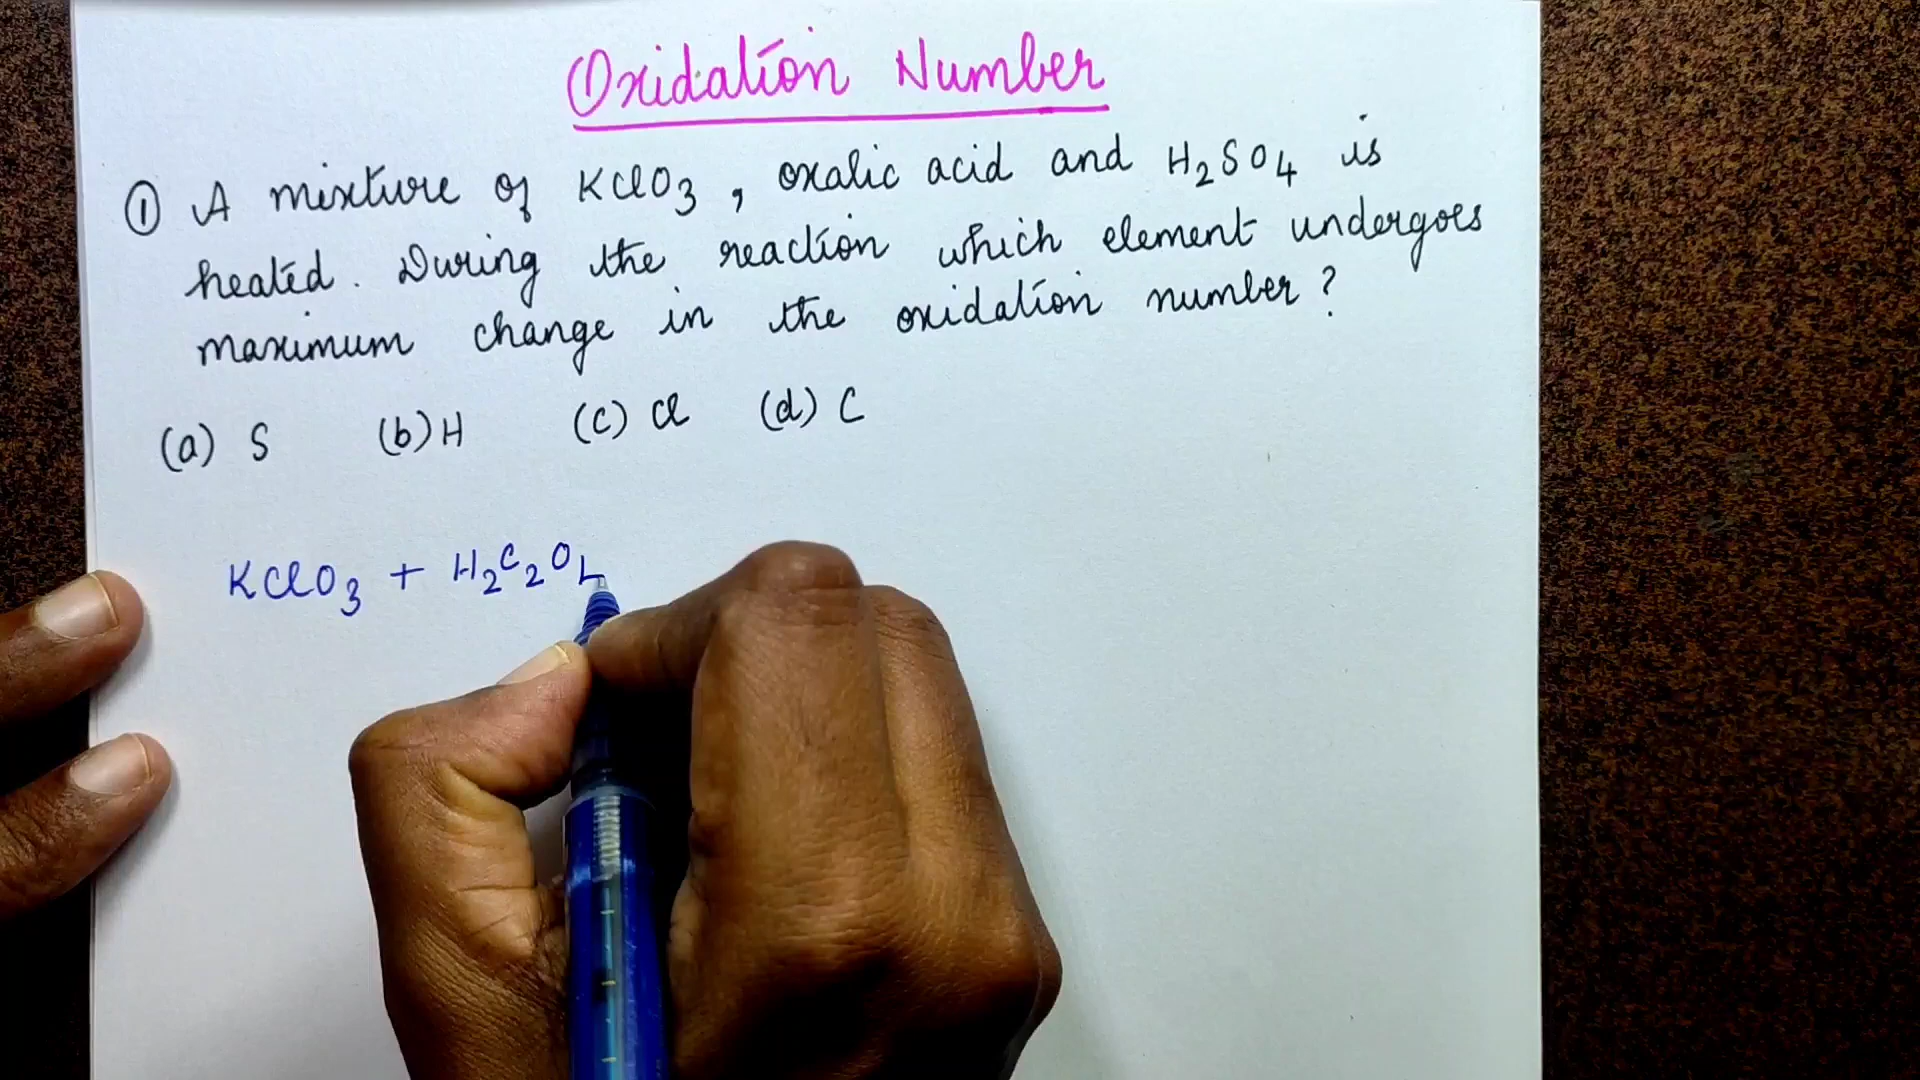 Oxidation Number
① A mixture of KClO3, oxalic acid and H2SO4 is
heated. During the reaction which element undergoes
maximum change in the oxidation number?
(a) S (b) H (c) Cl (d) C
KClO3 + H2C2O